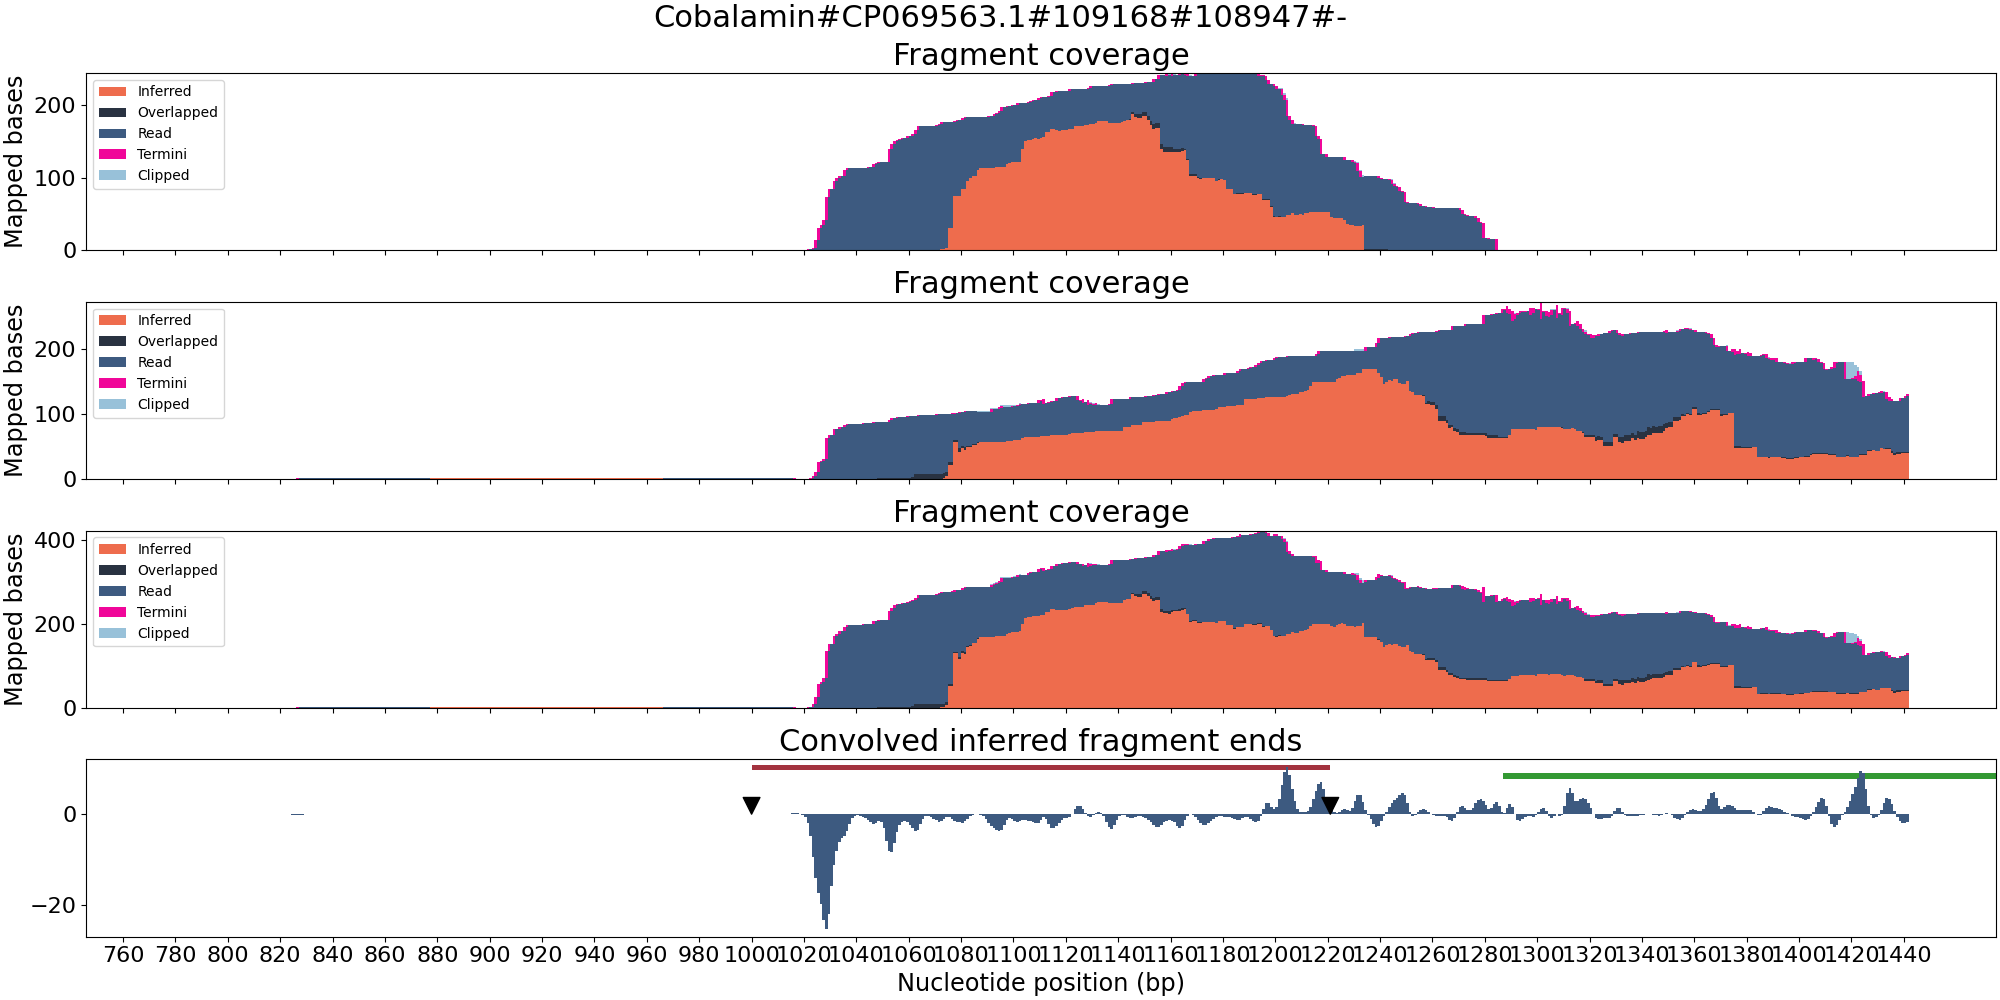 Cobalamin#CP069563.1#109168#108947#-
Fragment coverage
Mapped bases
200
100
0
Inferred
Overlapped
Read
Termini
Clipped
Fragment coverage
Mapped bases
200
100
0
Inferred
Overlapped
Read
Termini
Clipped
Fragment coverage
Mapped bases
400
200
0
Inferred
Overlapped
Read
Termini
Clipped
Convolved inferred fragment ends
0
−20
760 780 800 820 840 860 880 900 920 940 960 980 1000 1020 1040 1060 1080 1100 1120 1140 1160 1180 1200 1220 1240 1260 1280 1300 1320 1340 1360 1380 1400 1420 1440
Nucleotide position (bp)